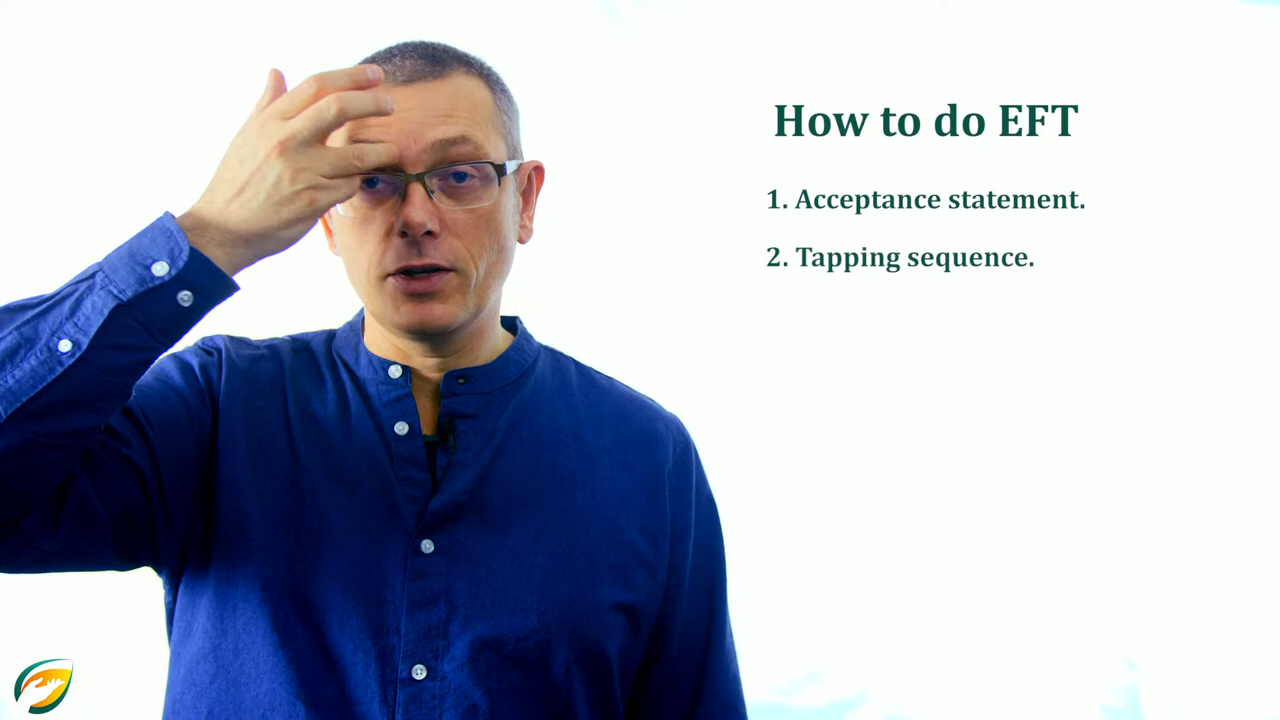 How to do EFT
1. Acceptance statement.
2. Tapping sequence.